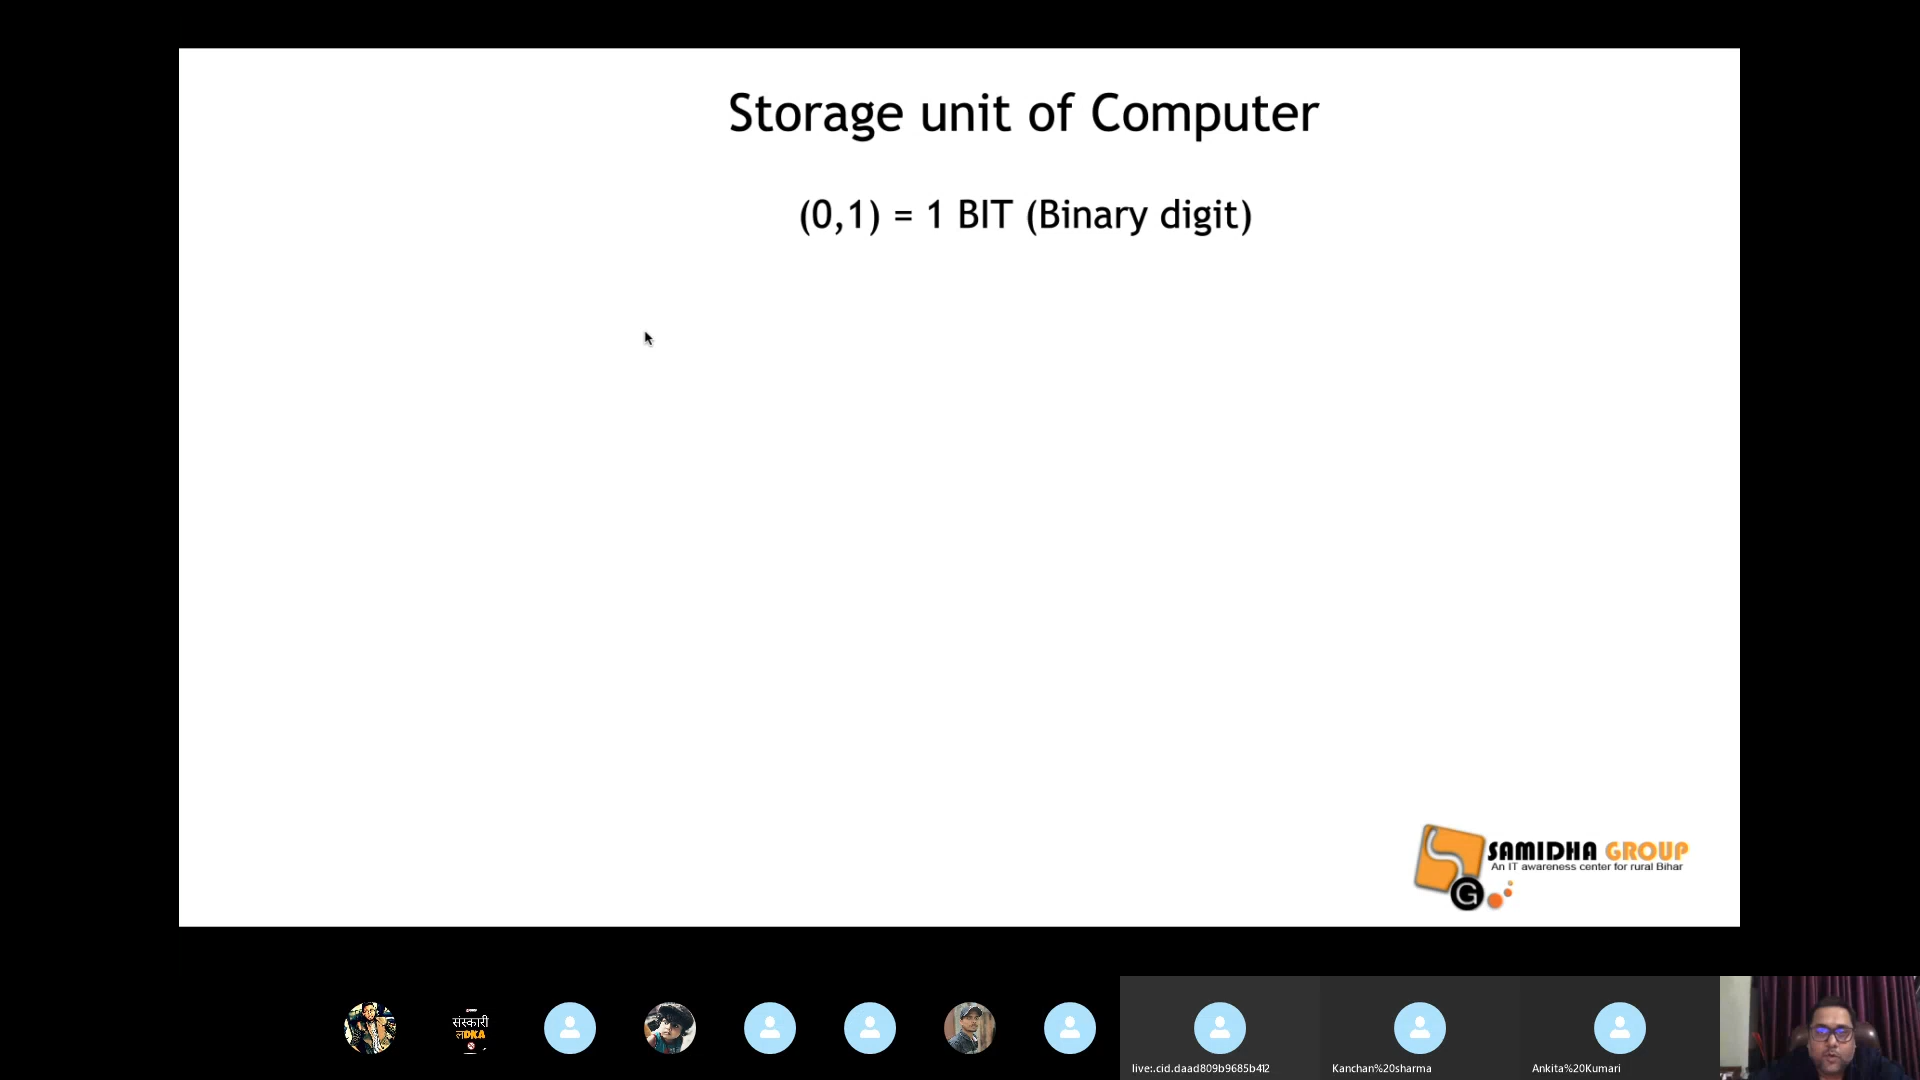 Storage unit of Computer
(0,1) = 1 BIT (Binary digit)
SAMIDHA GROUP
An IT awareness center for rural Bihar
G
संस्कारी
लDKA
live:.cid.daad809b9685b412
Kanchan%20sharma
Ankita%20Kumari